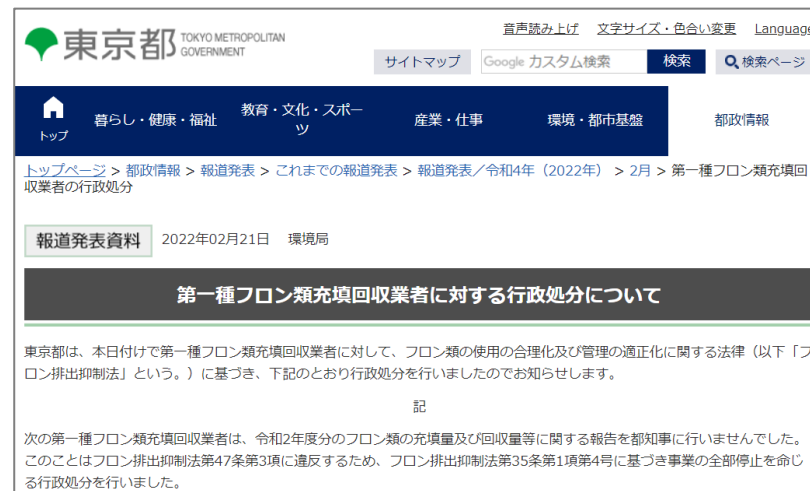 音声読み上げ 文字サイズ・色合い変更 Language
東京都 TOKYO METROPOLITAN
GOVERNMENT
サイトマップ Google カスタム検索 検索 検索ページ
トップ 暮らし・健康・福祉 教育・文化・スポー
ツ 産業・仕事 環境・都市基盤 都政情報
トップページ > 都政情報 > 報道発表 > これまでの報道発表 > 報道発表／令和4年（2022年） > 2月 > 第一種フロン類充填回
収業者の行政処分
報道発表資料 2022年02月21日 環境局
第一種フロン類充填回収業者に対する行政処分について
東京都は、本日付けで第一種フロン類充填回収業者に対して、フロン類の使用の合理化及び管理の適正化に関する法律（以下「フ
ロン排出抑制法」という。）に基づき、下記のとおり行政処分を行いましたのでお知らせします。
記
次の第一種フロン類充填回収業者は、令和2年度分のフロン類の充填量及び回収量等に関する報告を都知事に行いませんでした。
このことはフロン排出抑制法第47条第3項に違反するため、フロン排出抑制法第35条第1項第4号に基づき事業の全部停止を命じ
る行政処分を行いました。